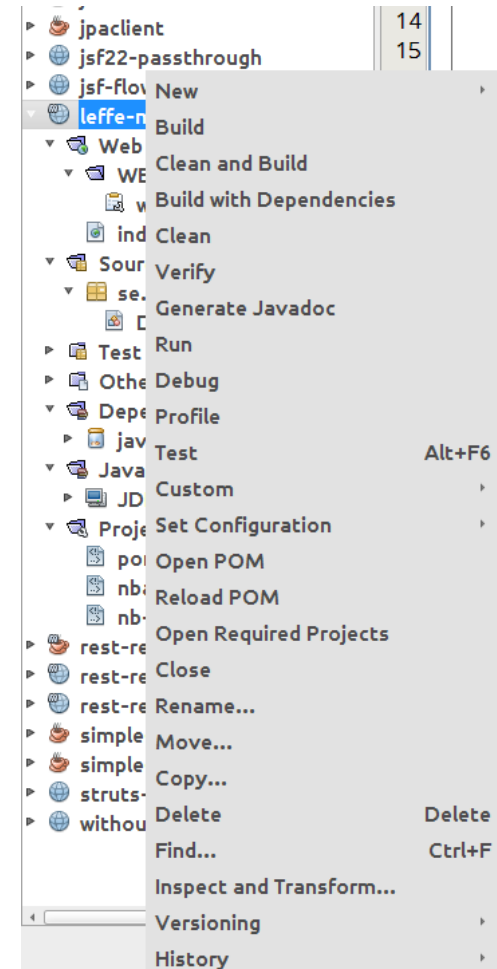 jpaclient
14
jsf22-passthrough
15
jsf-flov
leffe-n
Web
WE
w
ind
Sour
se.
D
Test
Othe
Depe
jav
Java
JD
Proje
por
nba
nb-
rest-re
rest-re
rest-re
simple
simple
struts-
withou
New
Build
Clean and Build
Build with Dependencies
Clean
Verify
Generate Javadoc
Run
Debug
Profile
Test Alt+F6
Custom
Set Configuration
Open POM
Reload POM
Open Required Projects
Close
Rename...
Move...
Copy...
Delete Delete
Find... Ctrl+F
Inspect and Transform...
Versioning
History